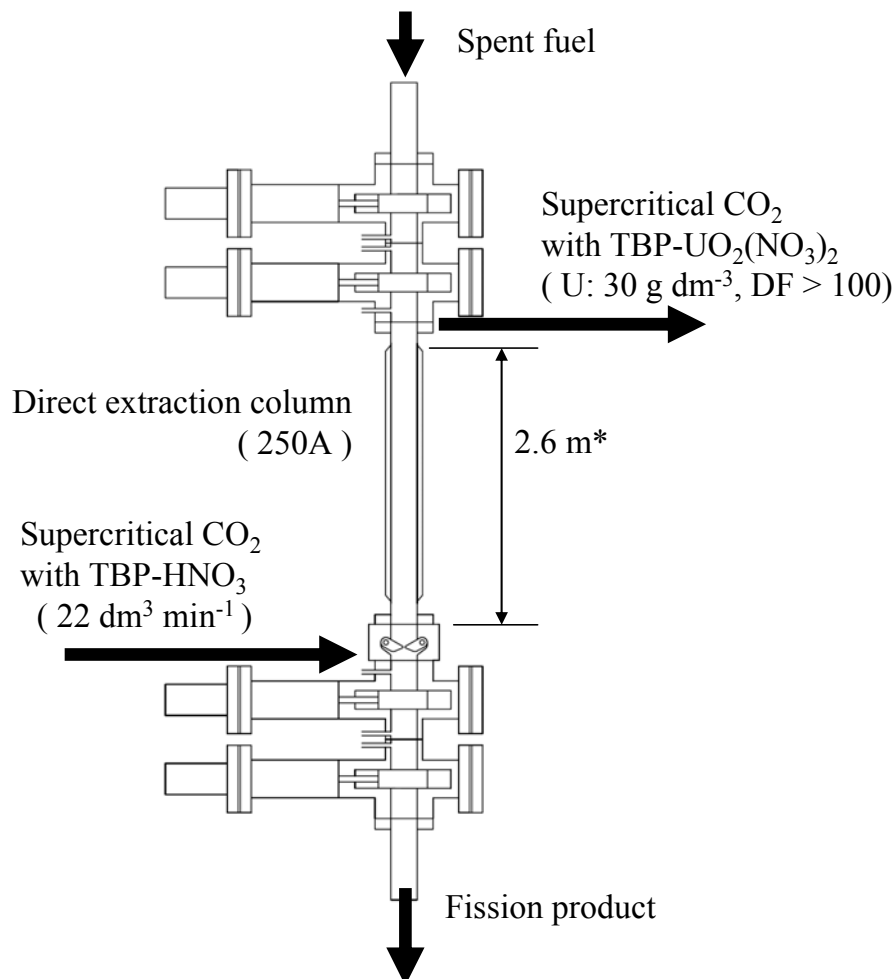 Spent fuel
Supercritical CO₂
with TBP-UO₂(NO₃)₂
( U: 30 g dm⁻³, DF > 100)
Direct extraction column
( 250A )
2.6 m*
Supercritical CO₂
with TBP-HNO₃
( 22 dm³ min⁻¹ )
Fission product